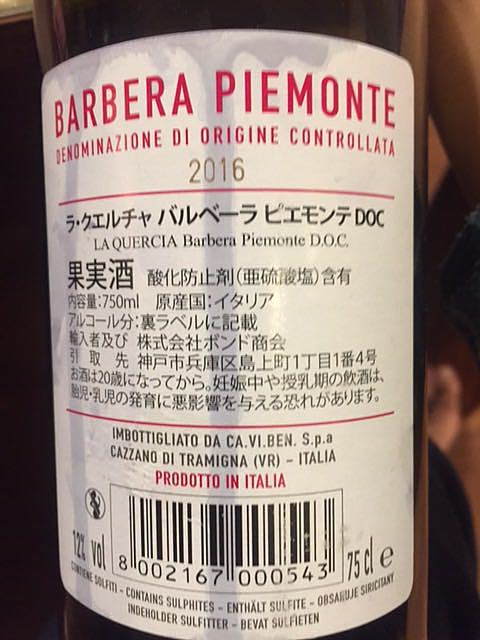 BARBERA PIEMONTE
DENOMINAZIONE DI ORIGINE CONTROLLATA
2016
ラ・クエルチャ バルベーラ ピエモンテ DOC
LA QUERCIA Barbera Piemonte D.O.C.
果実酒 酸化防止剤(亜硫酸塩)含有
内容量:750ml 原産国:イタリア
アルコール分:裏ラベルに記載
輸入者及び 株式会社ボンド商会
引取先 神戸市兵庫区島上町1丁目1番4号
お酒は20歳になってから。妊娠中や授乳期の飲酒は、
胎児・乳児の発育に悪影響を与える恐れがあります。
IMBOTTIGLIATO DA CA.VI.BEN. S.p.a
CAZZANO DI TRAMIGNA (VR) – ITALIA
PRODOTTO IN ITALIA
12% vol
8 002167 000543
75 cl e
CONTIENE SOLFITI - CONTAINS SULPHITES - ENTHÄLT SULFITE - OBSAHUJE SIRICITANY
INDEHOLDER SULFITTER - BEVAT SULFIETEN